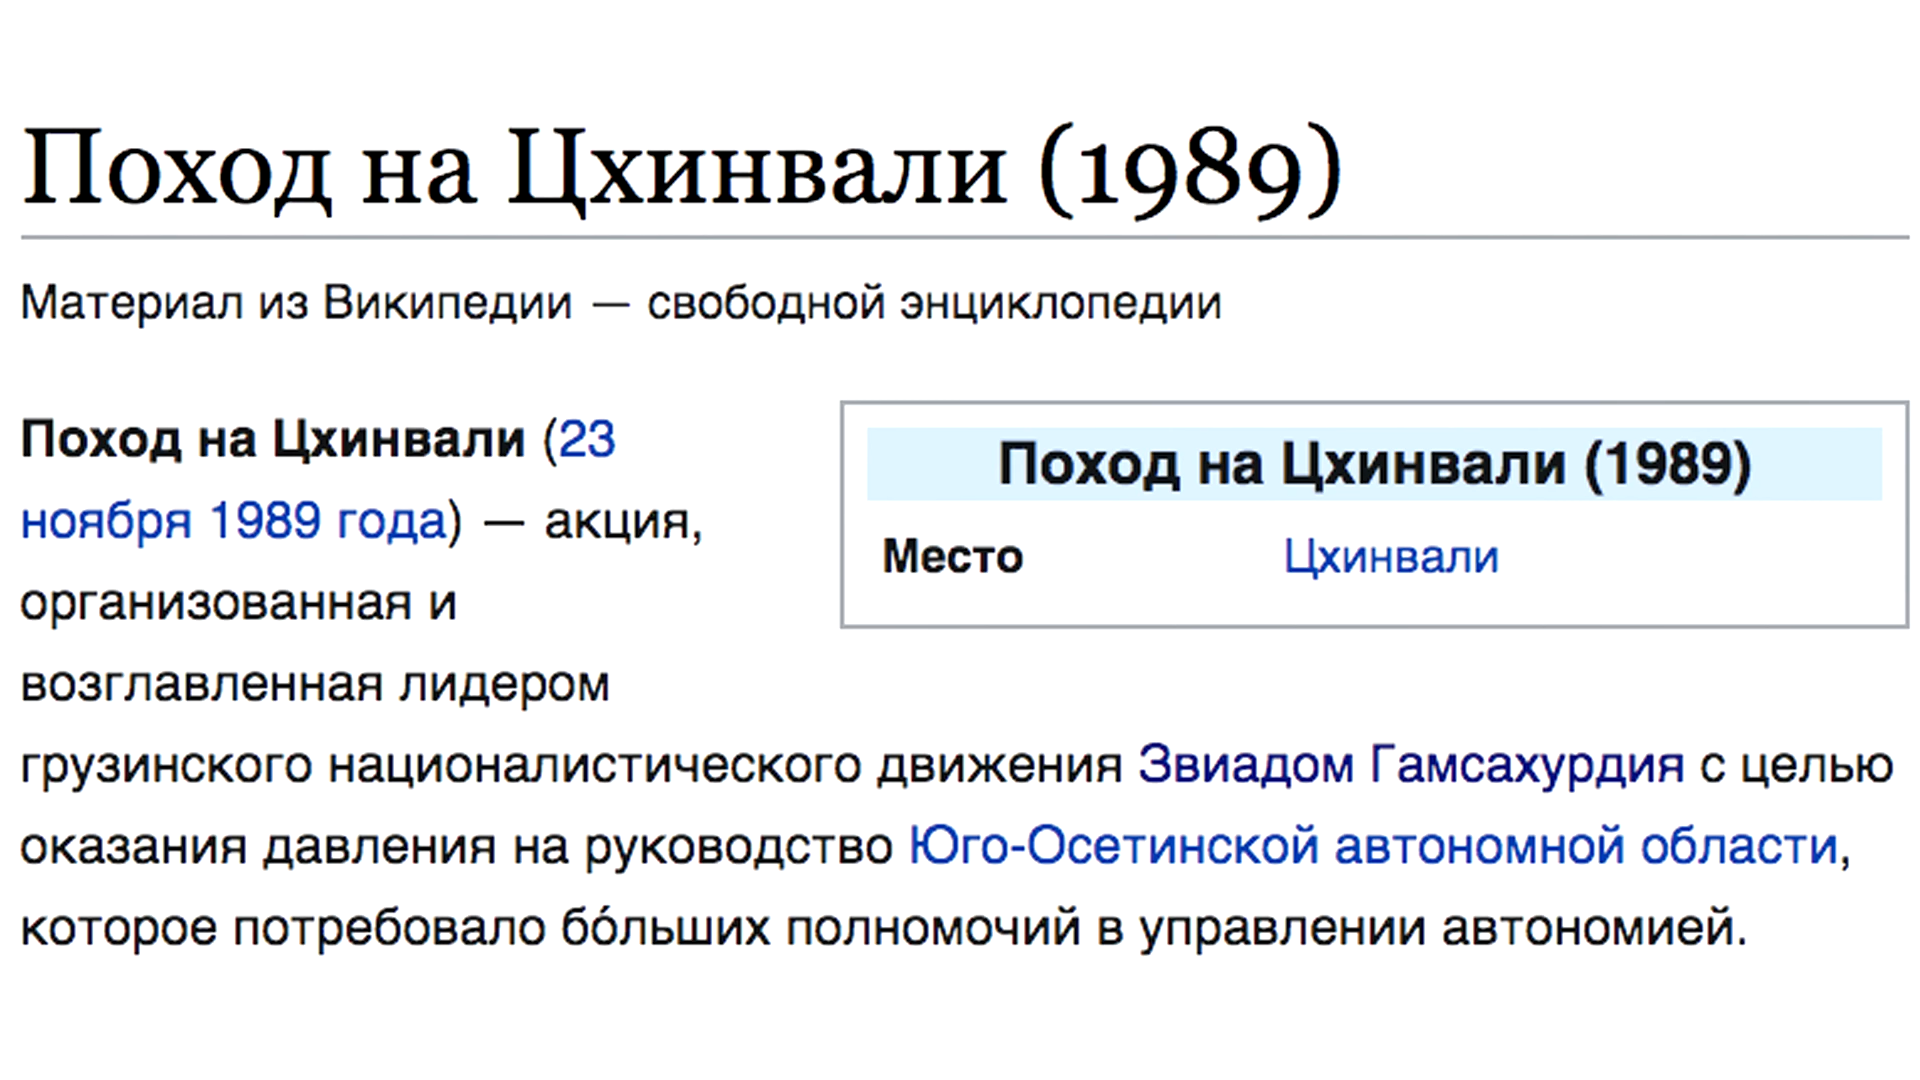 Поход на Цхинвали (1989)
Материал из Википедии — свободной энциклопедии
Поход на Цхинвали (23
ноября 1989 года) — акция,
организованная и
возглавленная лидером
грузинского националистического движения Звиадом Гамсахурдия с целью
оказания давления на руководство Юго-Осетинской автономной области,
которое потребовало бо́льших полномочий в управлении автономией.
Поход на Цхинвали (1989)
Место Цхинвали